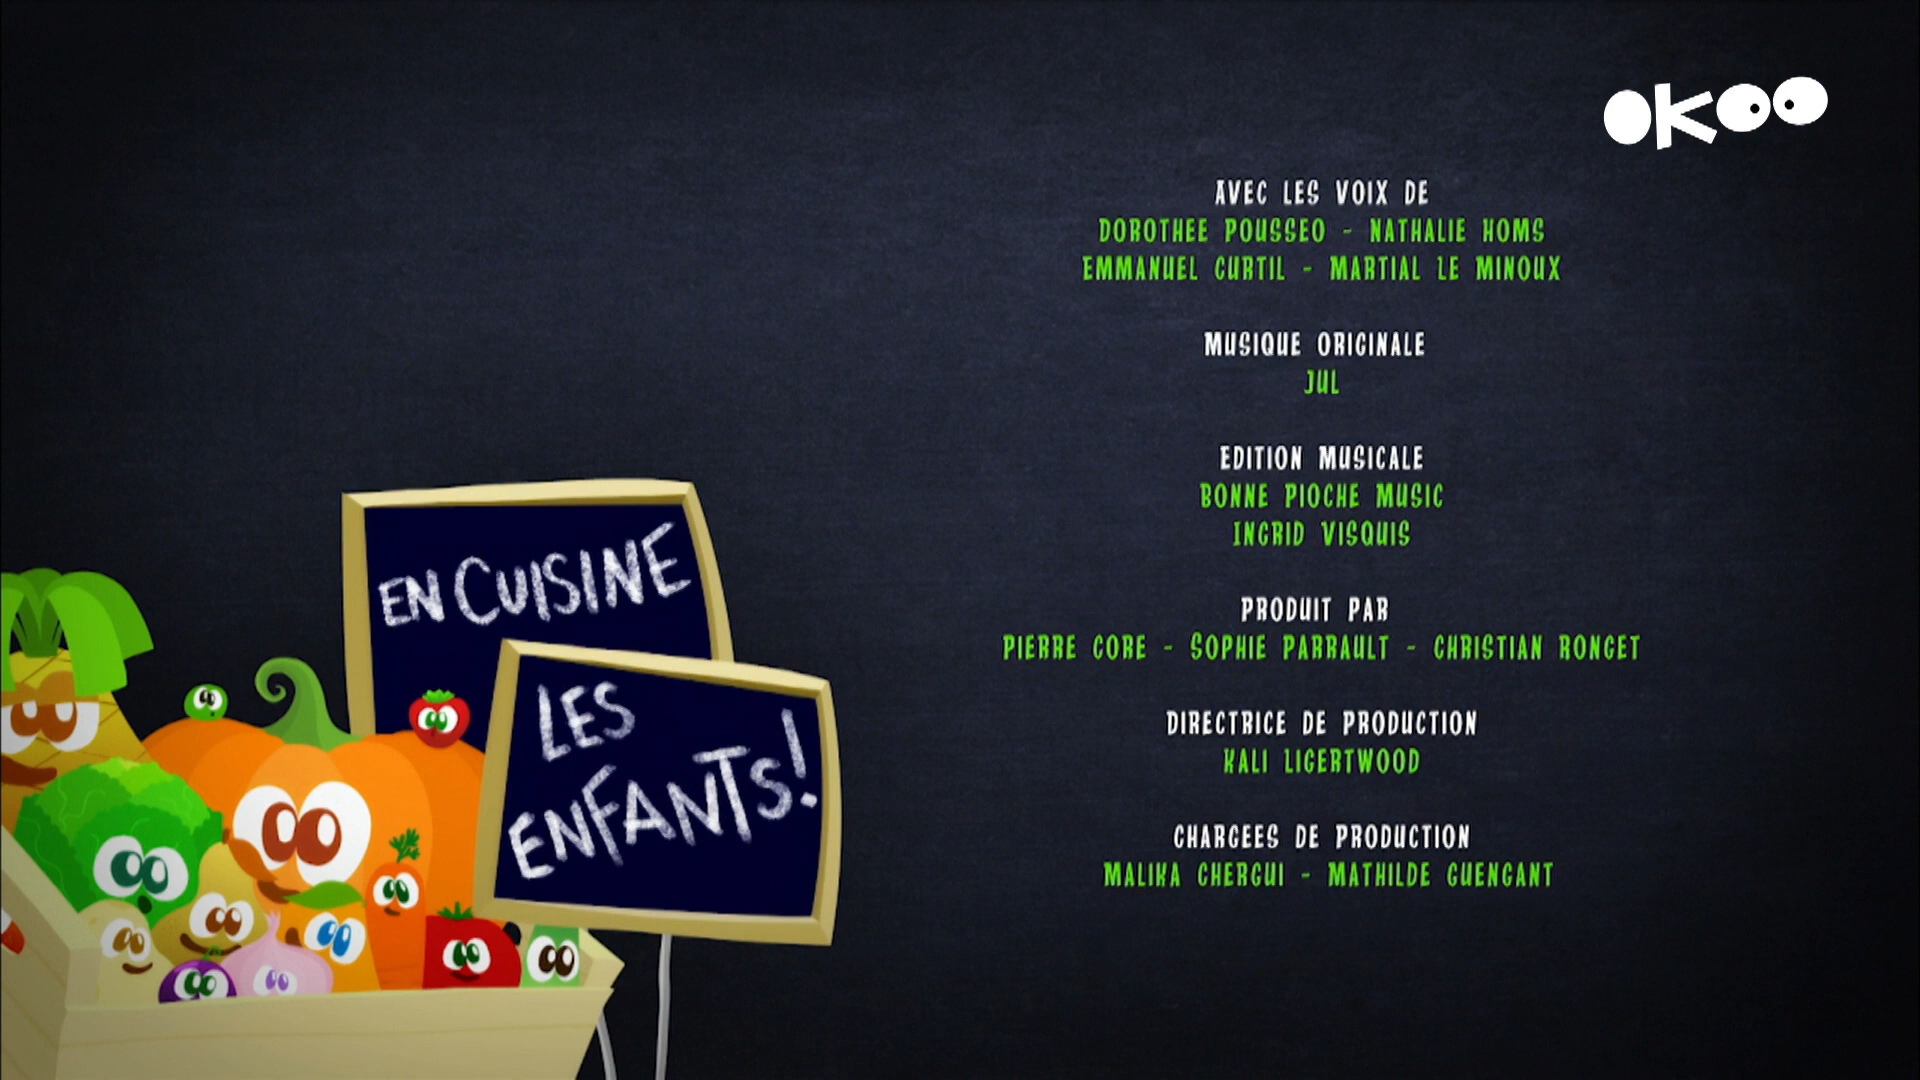 OKOO
AVEC LES VOIX DE
DOROTHEE POUSSEO - NATHALIE HOMS
EMMANUEL CURTIL - MARTIAL LE MINOUX
MUSIQUE ORIGINALE
JUL
EDITION MUSICALE
BONNE PIOCHE MUSIC
INGRID VISQUIS
PRODUIT PAR
PIERRE CORE - SOPHIE PARRAULT - CHRISTIAN RONGET
DIRECTRICE DE PRODUCTION
KALI LIGERTWOOD
CHARGEES DE PRODUCTION
MALIKA CHERGUI - MATHILDE GUENGANT
EN CUISINE
LES
ENFANTS!